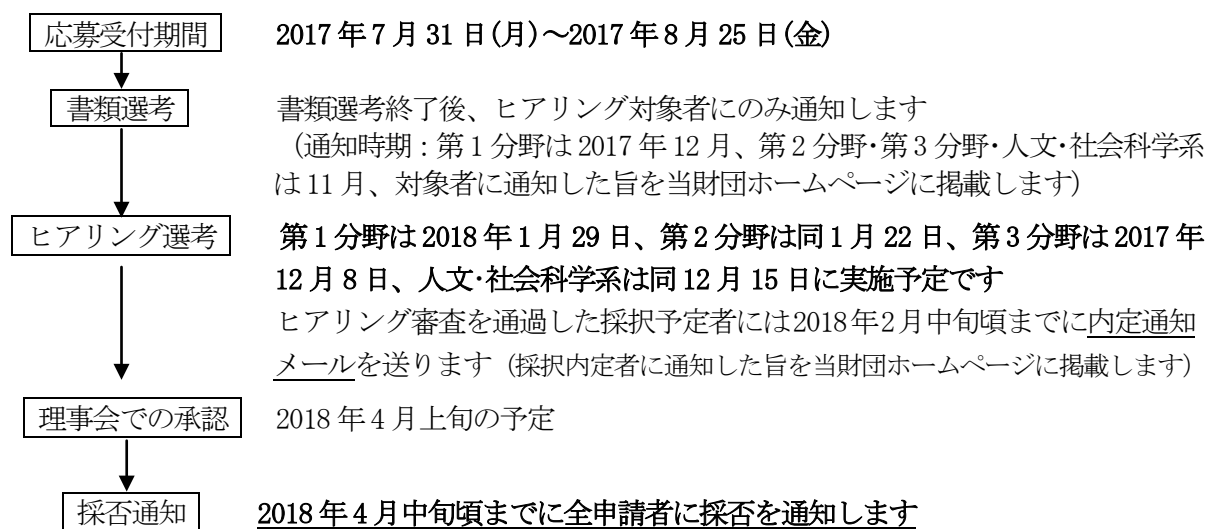 応募受付期間 2017年7月31日(月)～2017年8月25日(金)
書類選考 書類選考終了後、ヒアリング対象者にのみ通知します
(通知時期：第1分野は2017年12月、第2分野・第3分野・人文・社会科学系
は11月、対象者に通知した旨を当財団ホームページに掲載します)
ヒアリング選考 第1分野は2018年1月29日、第2分野は同1月22日、第3分野は2017年
12月8日、人文・社会科学系は同12月15日に実施予定です
ヒアリング審査を通過した採択予定者には2018年2月中旬頃までに内定通知
メールを送ります（採択内定者に通知した旨を当財団ホームページに掲載します）
理事会での承認 2018年4月上旬の予定
採否通知 2018年4月中旬頃までに全申請者に採否を通知します